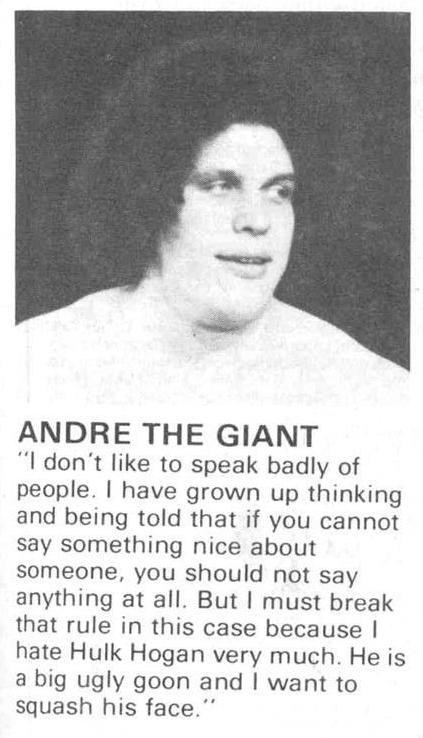 ANDRE THE GIANT
"I don't like to speak badly of
people. I have grown up thinking
and being told that if you cannot
say something nice about
someone, you should not say
anything at all. But I must break
that rule in this case because I
hate Hulk Hogan very much. He is
a big ugly goon and I want to
squash his face."